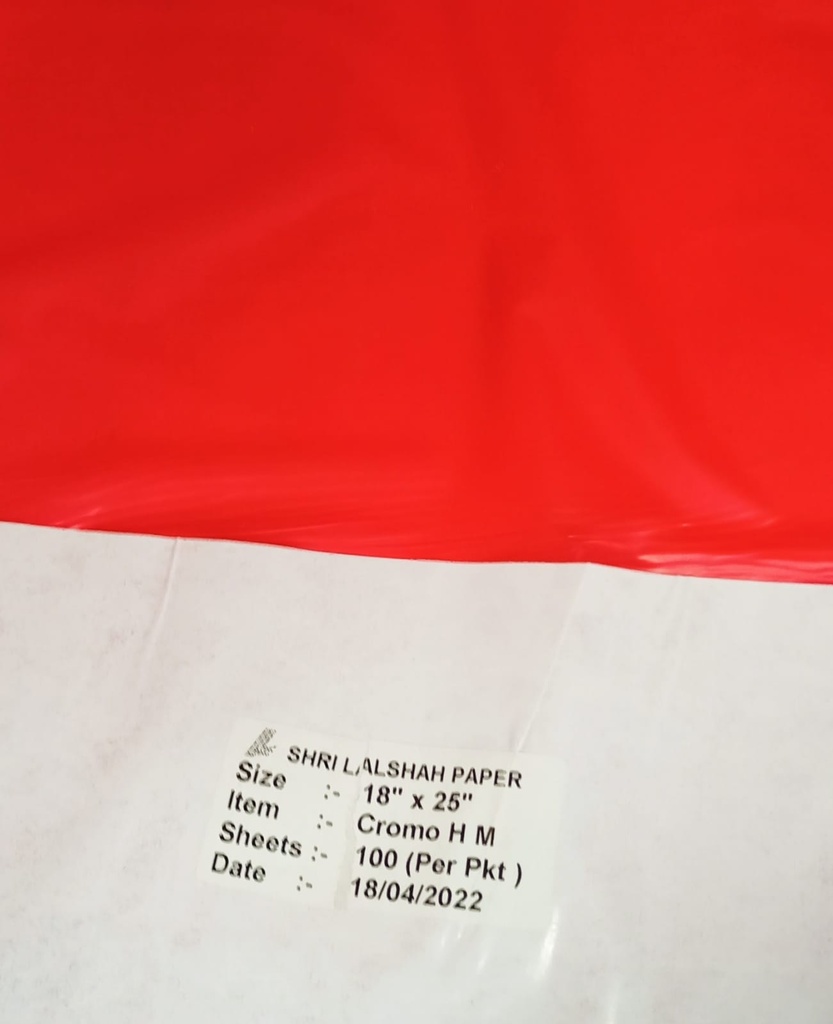 SHRI LALSHAH PAPER
Size :- 18" x 25"
Item :- Cromo H M
Sheets :- 100 (Per Pkt )
Date :- 18/04/2022